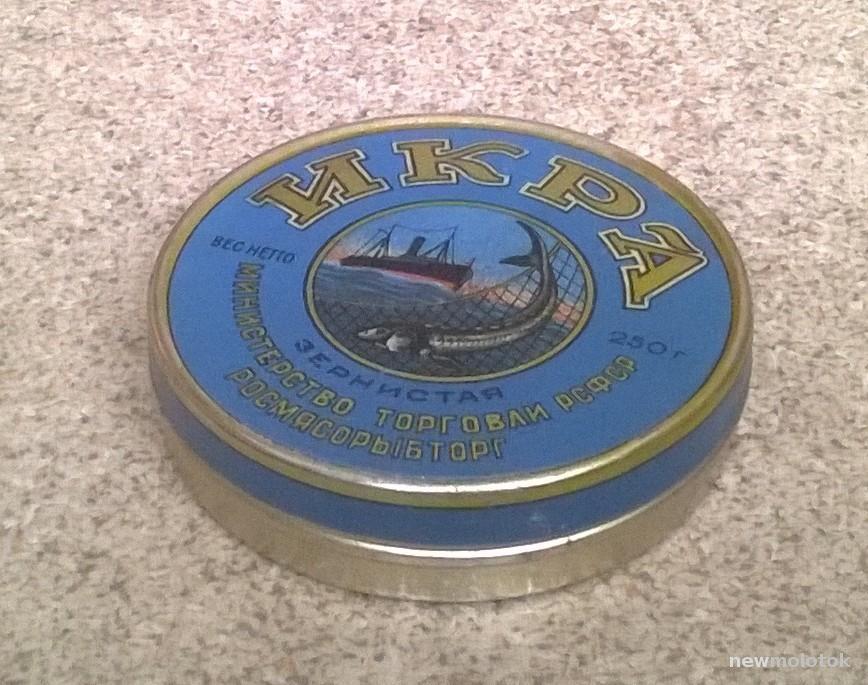 ИКРА
ВЕС НЕТТО 250 г
ЗЕРНИСТАЯ
МИНИСТЕРСТВО ТОРГОВЛИ РСФСР
РОСМЯСОРЫБТОРГ
newmolotok